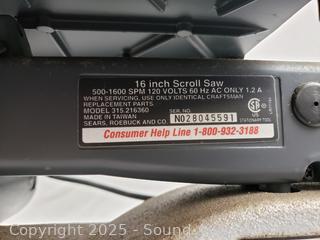 16 inch Scroll Saw
500-1600 SPM 120 VOLTS 60 Hz AC ONLY 1.2 A
WHEN SERVICING, USE ONLY IDENTICAL CRAFTSMAN
REPLACEMENT PARTS
MODEL 315.216360
MADE IN TAIWAN
SEARS, ROEBUCK AND CO.
N028045591
STATIONARY TOOL
Consumer Help Line 1-800-932-3188
Copyright 2025 - Sound